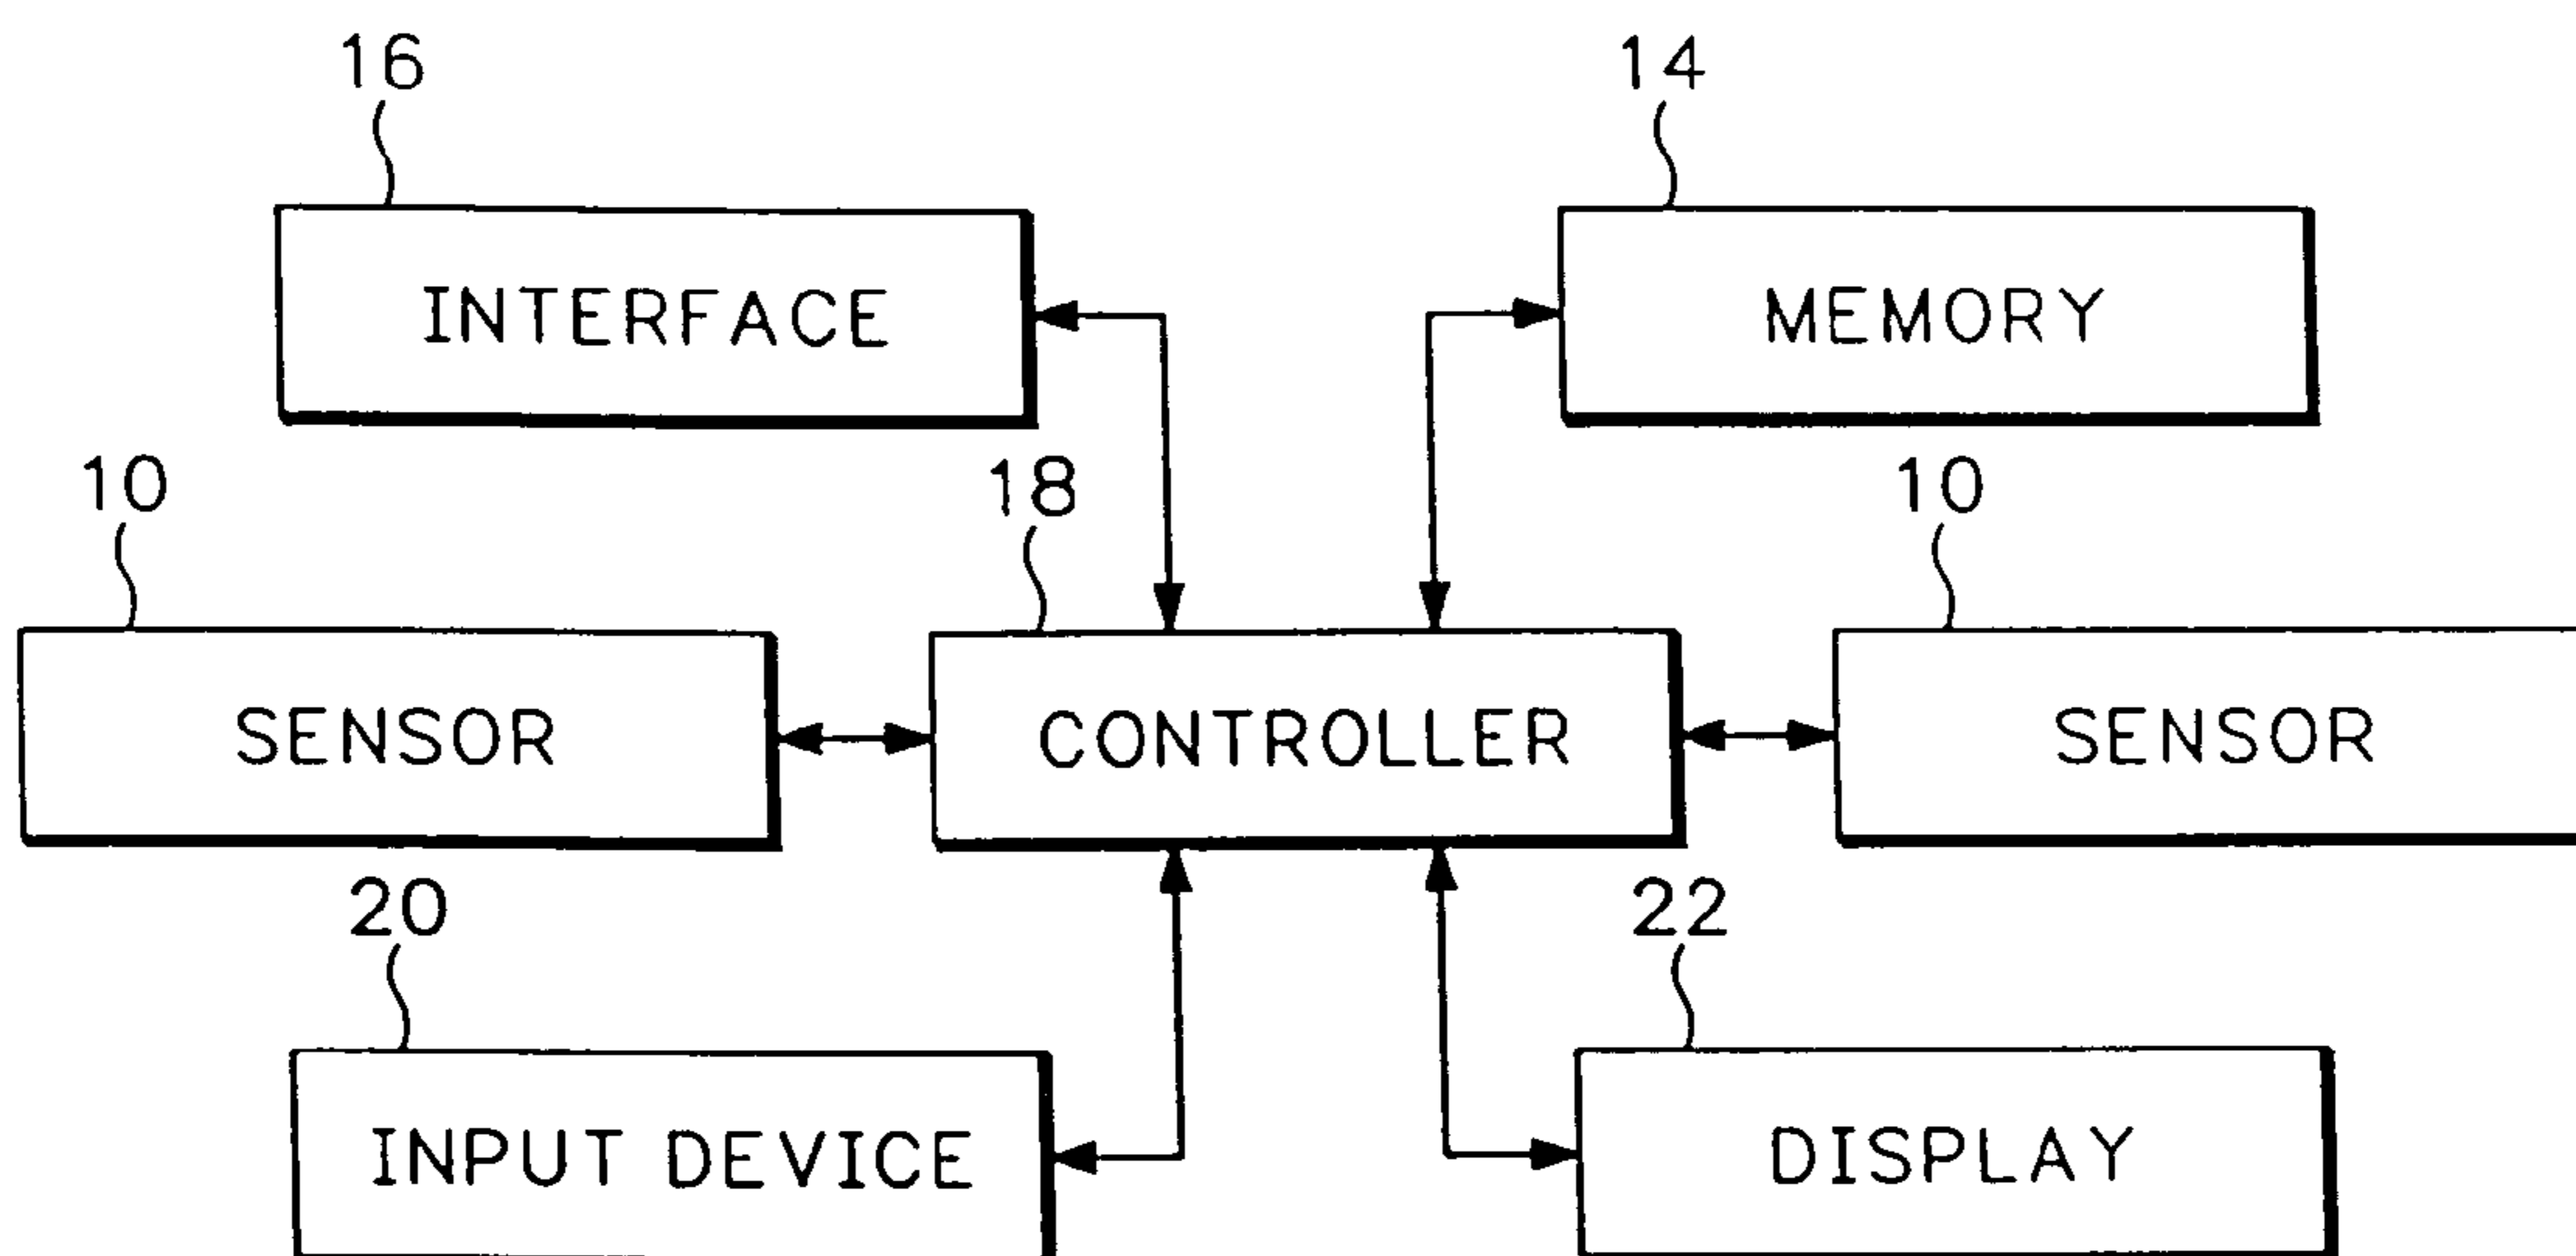 16
14
INTERFACE
MEMORY
10
18
10
SENSOR
CONTROLLER
SENSOR
20
22
INPUT DEVICE
DISPLAY